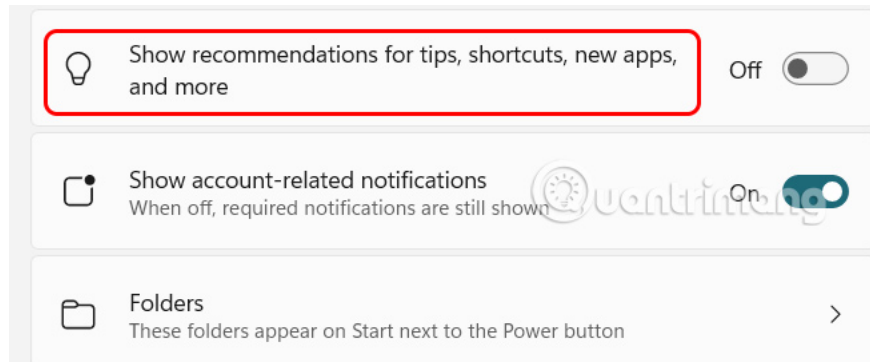 Show recommendations for tips, shortcuts, new apps,
and more
Off
Show account-related notifications
When off, required notifications are still shown
On
Quantrimang
Folders
These folders appear on Start next to the Power button